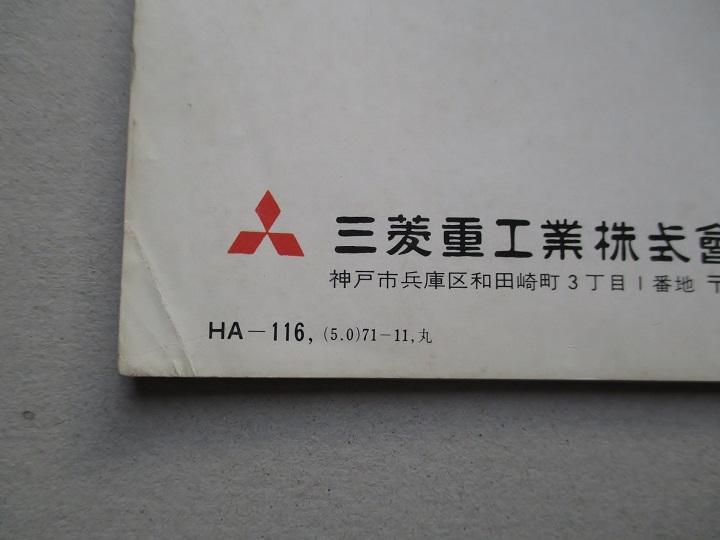 三菱重工業株式會
神戸市兵庫区和田崎町3丁目1番地 〒
HA－116, (5.0)71－11,丸